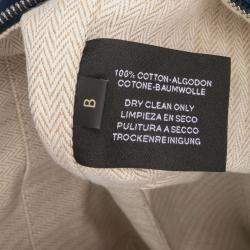 100% COTTON-ALGODON
COTONE-BAUMWOLLE
DRY CLEAN ONLY
LIMPIEZA EN SECO
PULITURA A SECCO
TROCKENREINIGUNG
B